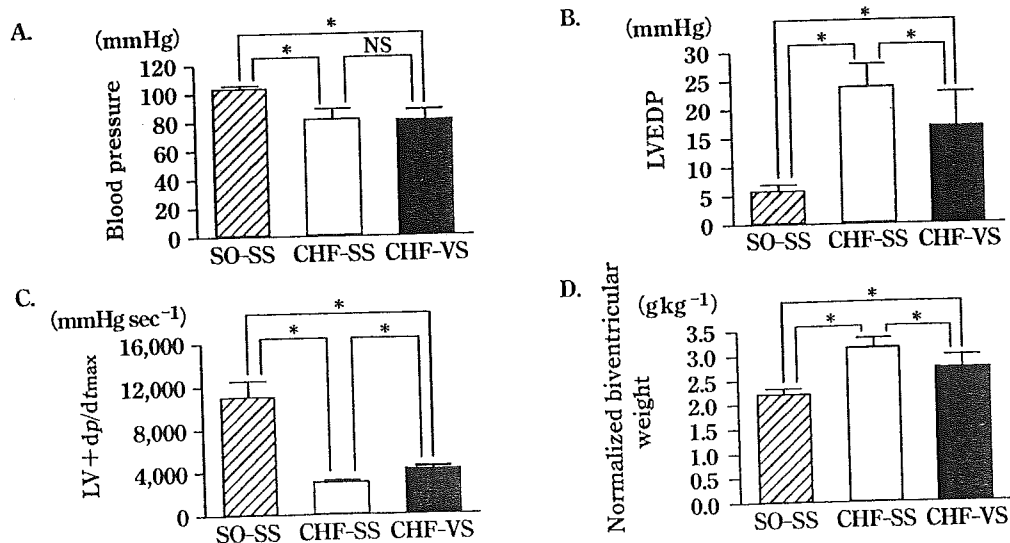 A.
(mmHg)
*
*
NS
120
100
80
60
40
20
0
Blood pressure
SO-SS CHF-SS CHF-VS
B.
(mmHg)
*
*
*
30
25
20
15
10
5
0
LVEDP
SO-SS CHF-SS CHF-VS
C.
(mmHg sec⁻¹)
*
*
*
16,000
12,000
8,000
4,000
0
LV + dp/dtmax
SO-SS CHF-SS CHF-VS
D.
(gkg⁻¹)
*
*
*
3.5
3.0
2.5
2.0
1.5
1.0
0.5
0.0
Normalized biventricular
weight
SO-SS CHF-SS CHF-VS